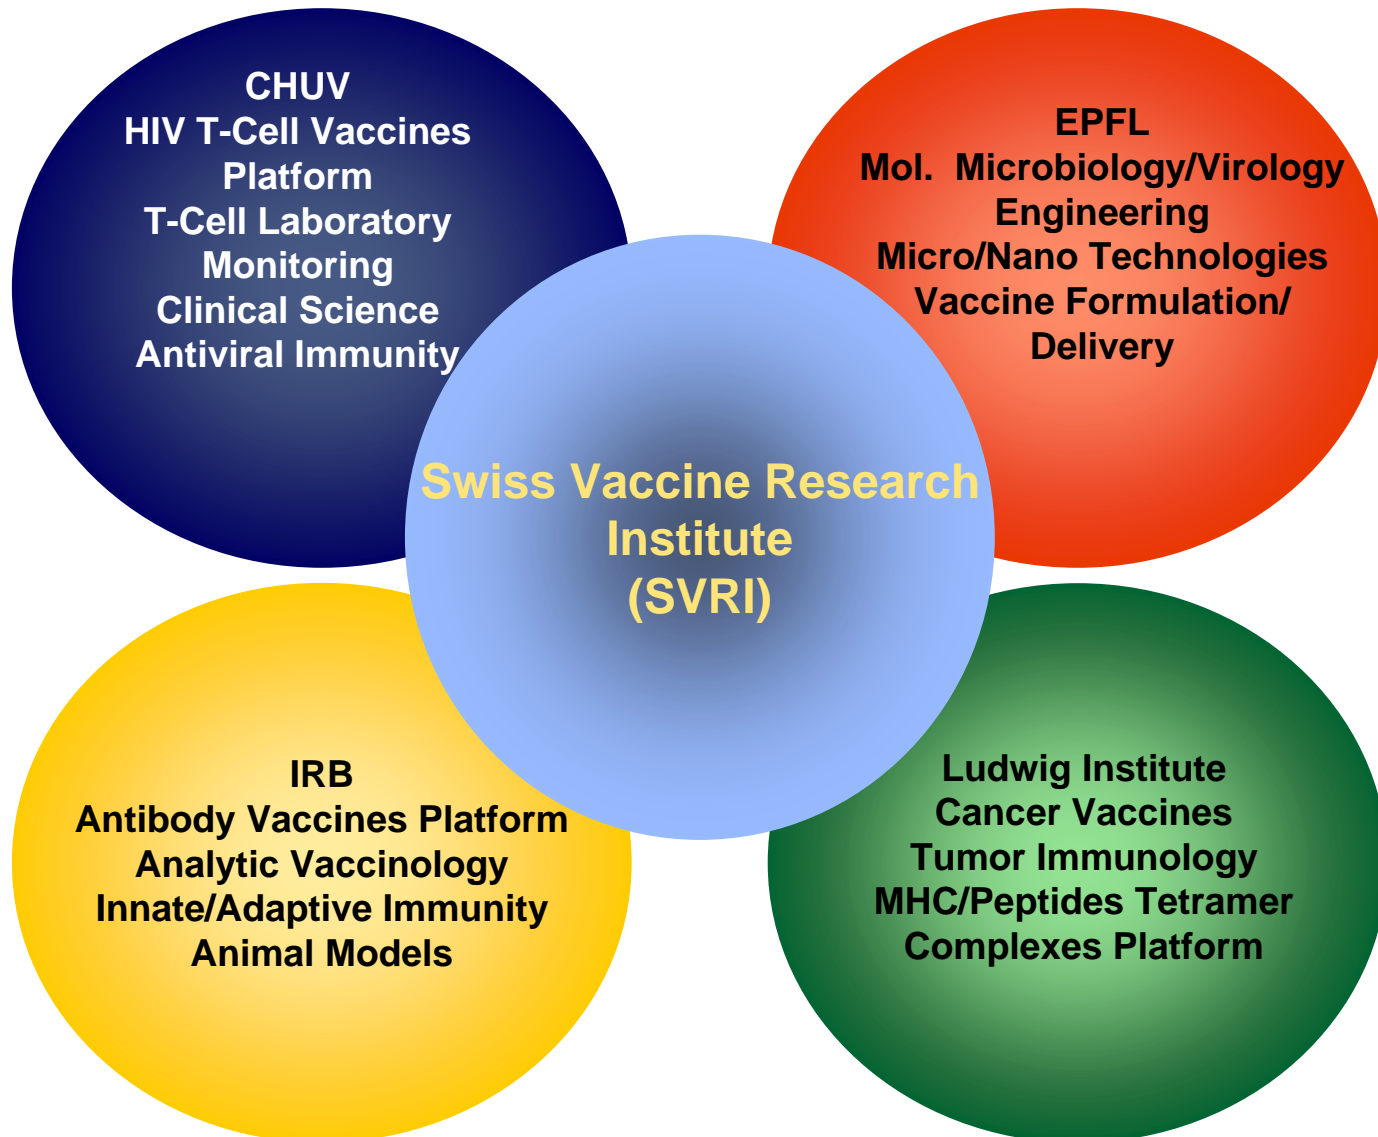 CHUV
HIV T-Cell Vaccines
Platform
T-Cell Laboratory
Monitoring
Clinical Science
Antiviral Immunity
EPFL
Mol.  Microbiology/Virology
Engineering
Micro/Nano Technologies
Vaccine Formulation/
Delivery
Swiss Vaccine Research
Institute
(SVRI)
IRB
Antibody Vaccines Platform
Analytic Vaccinology
Innate/Adaptive Immunity
Animal Models
Ludwig Institute
Cancer Vaccines
Tumor Immunology
MHC/Peptides Tetramer
Complexes Platform